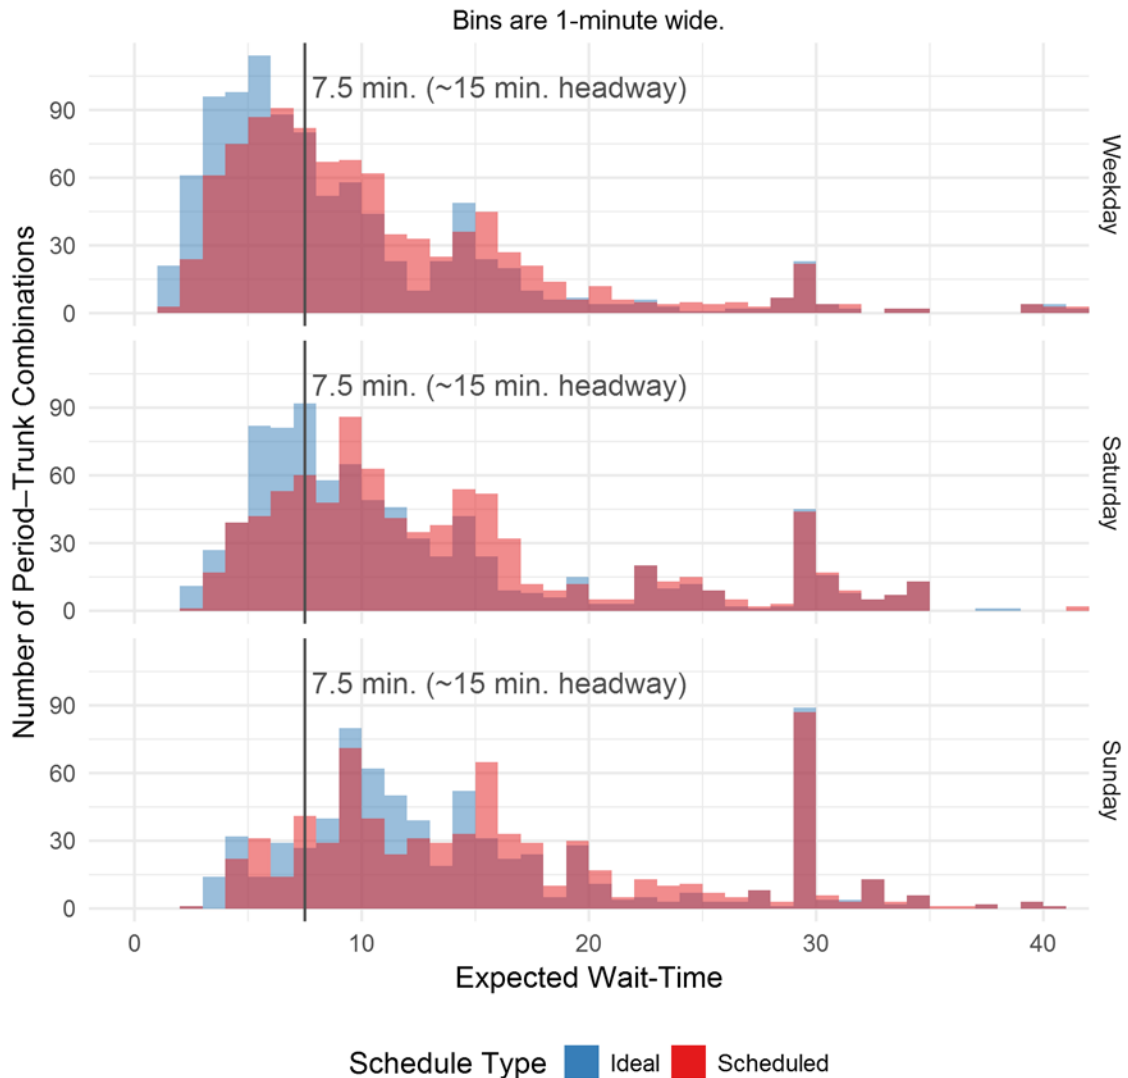 Bins are 1-minute wide.
7.5 min. (~15 min. headway)
90
60
30
0
Weekday
7.5 min. (~15 min. headway)
90
60
30
0
Saturday
7.5 min. (~15 min. headway)
90
60
30
0
Sunday
Number of Period–Trunk Combinations
0 10 20 30 40
Expected Wait-Time
Schedule Type Ideal Scheduled